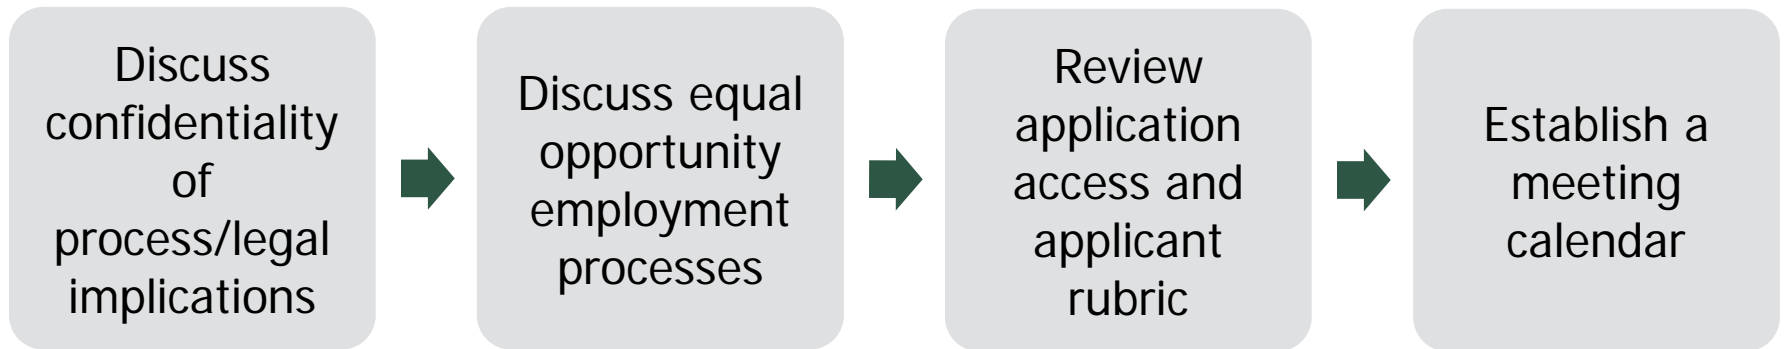 Discuss
confidentiality
of
process/legal
implications
Discuss equal
opportunity
employment
processes
Review
application
access and
applicant
rubric
Establish a
meeting
calendar